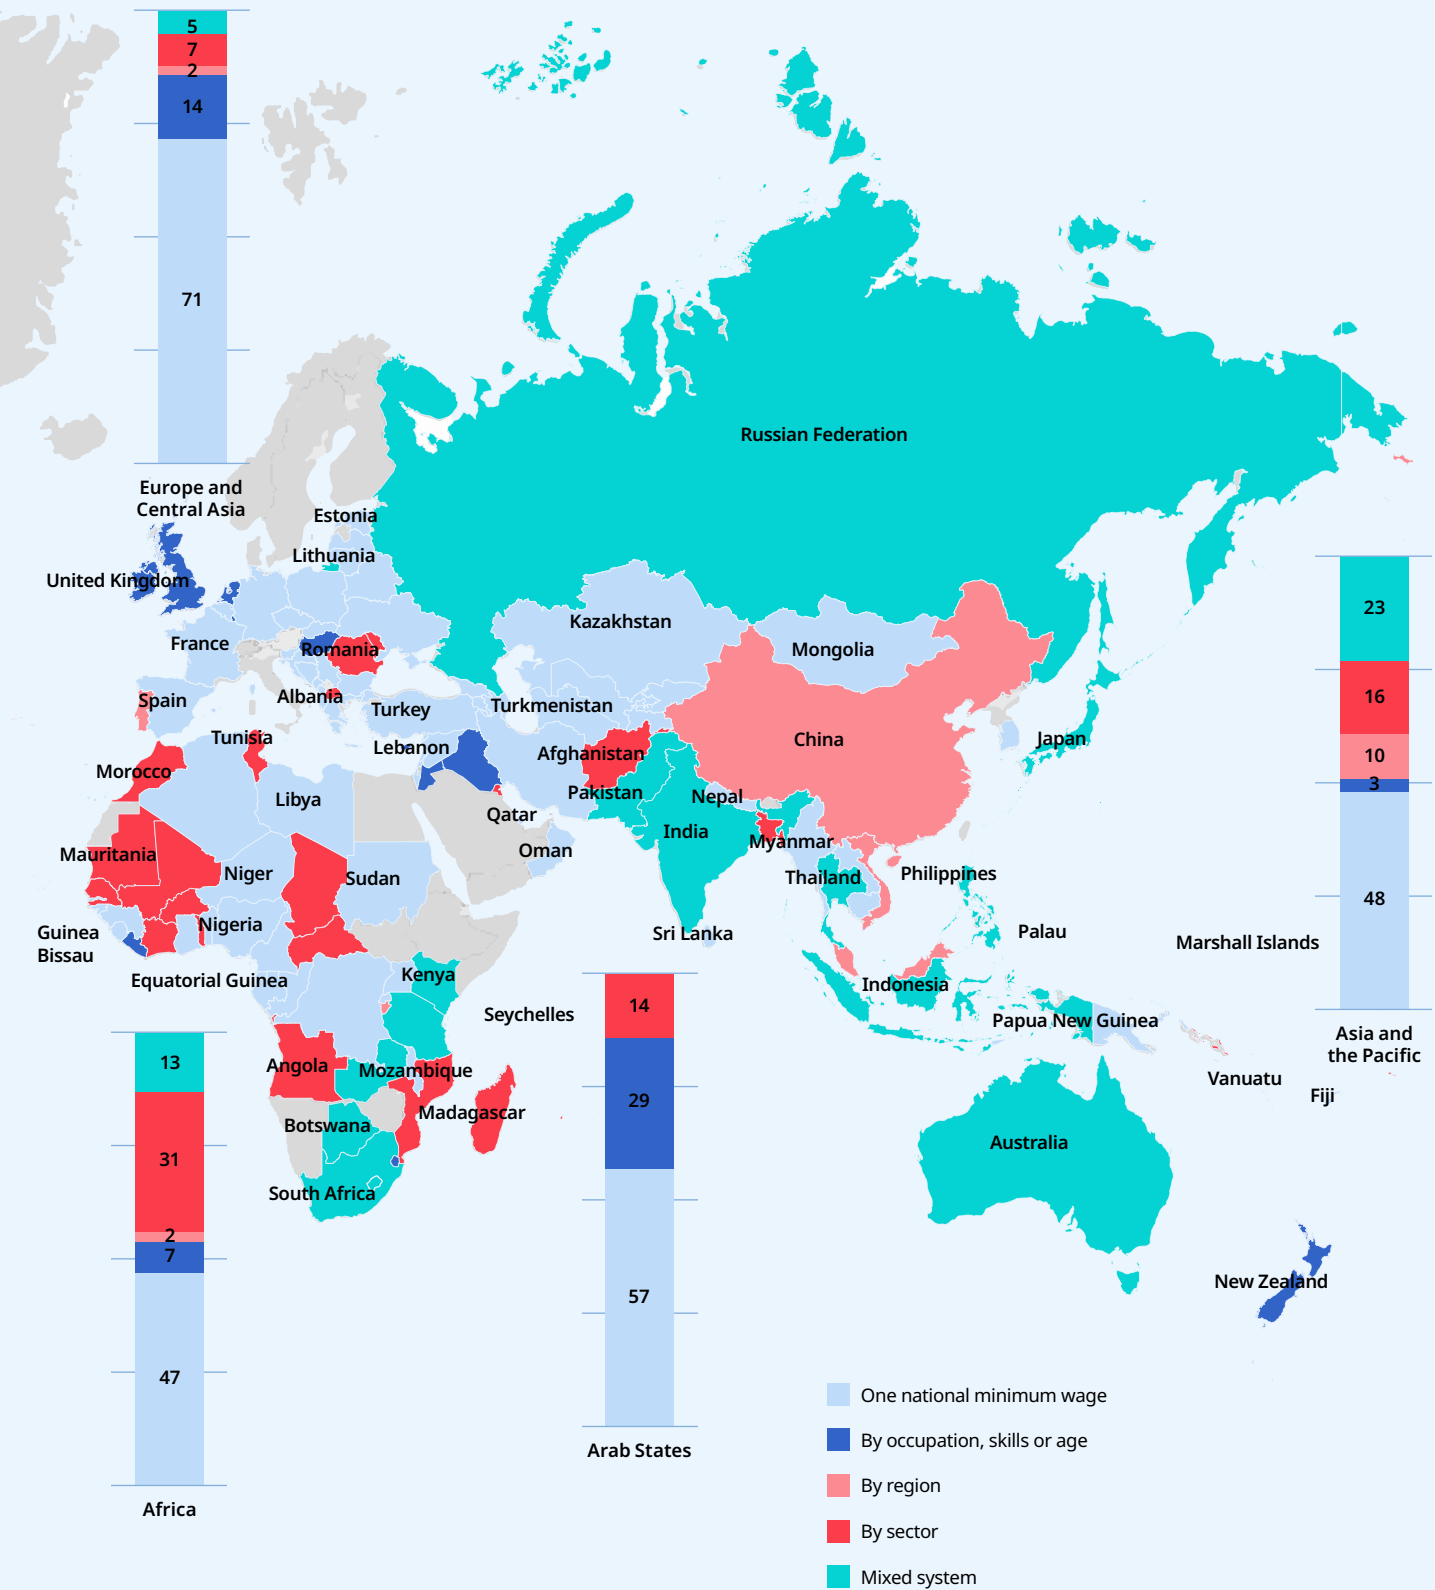 5
7
2
14
71
Europe and
Central Asia
Russian Federation
Estonia
Lithuania
United Kingdom
France
Romania
Kazakhstan
Mongolia
Spain
Albania
Turkey
Turkmenistan
Tunisia
Lebanon
Afghanistan
China
Japan
Morocco
Libya
Qatar
Pakistan
Nepal
India
Myanmar
Oman
Mauritania
Niger
Sudan
Thailand
Philippines
Nigeria
Guinea
Bissau
Sri Lanka
Palau
Marshall Islands
Equatorial Guinea
Kenya
Indonesia
Seychelles
Papua New Guinea
Angola
Mozambique
Madagascar
Botswana
South Africa
Vanuatu
Fiji
Australia
New Zealand
23
16
10
3
48
Asia and
the Pacific
13
31
2
7
47
Africa
14
29
57
Arab States
One national minimum wage
By occupation, skills or age
By region
By sector
Mixed system